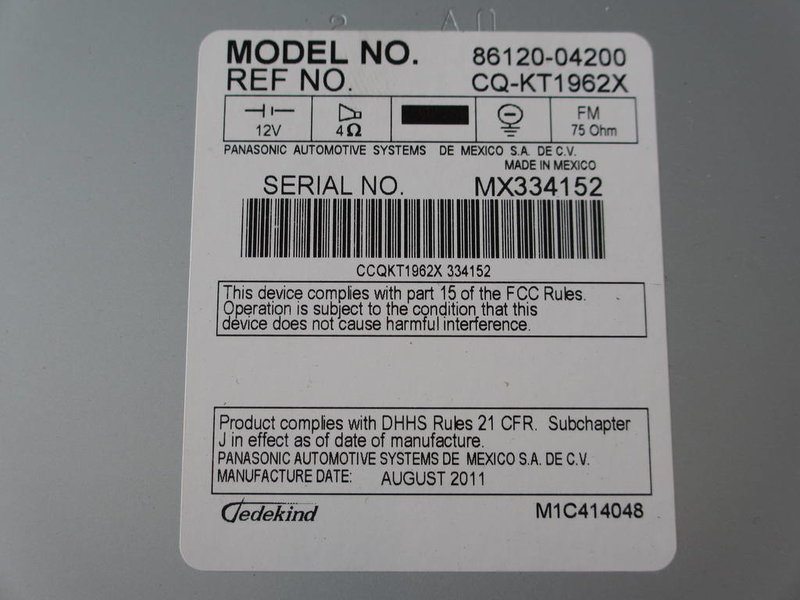 2 A.0
MODEL NO. 86120-04200
REF NO. CQ-KT1962X
12V 4Ω FM 75 Ohm
PANASONIC AUTOMOTIVE SYSTEMS DE MEXICO S.A. DE C.V.
MADE IN MEXICO
SERIAL NO. MX334152
CCQKT1962X 334152
This device complies with part 15 of the FCC Rules.
Operation is subject to the condition that this
device does not cause harmful interference.
Product complies with DHHS Rules 21 CFR. Subchapter
J in effect as of date of manufacture.
PANASONIC AUTOMOTIVE SYSTEMS DE MEXICO S.A. DE C.V.
MANUFACTURE DATE: AUGUST 2011
Jedekind M1C414048